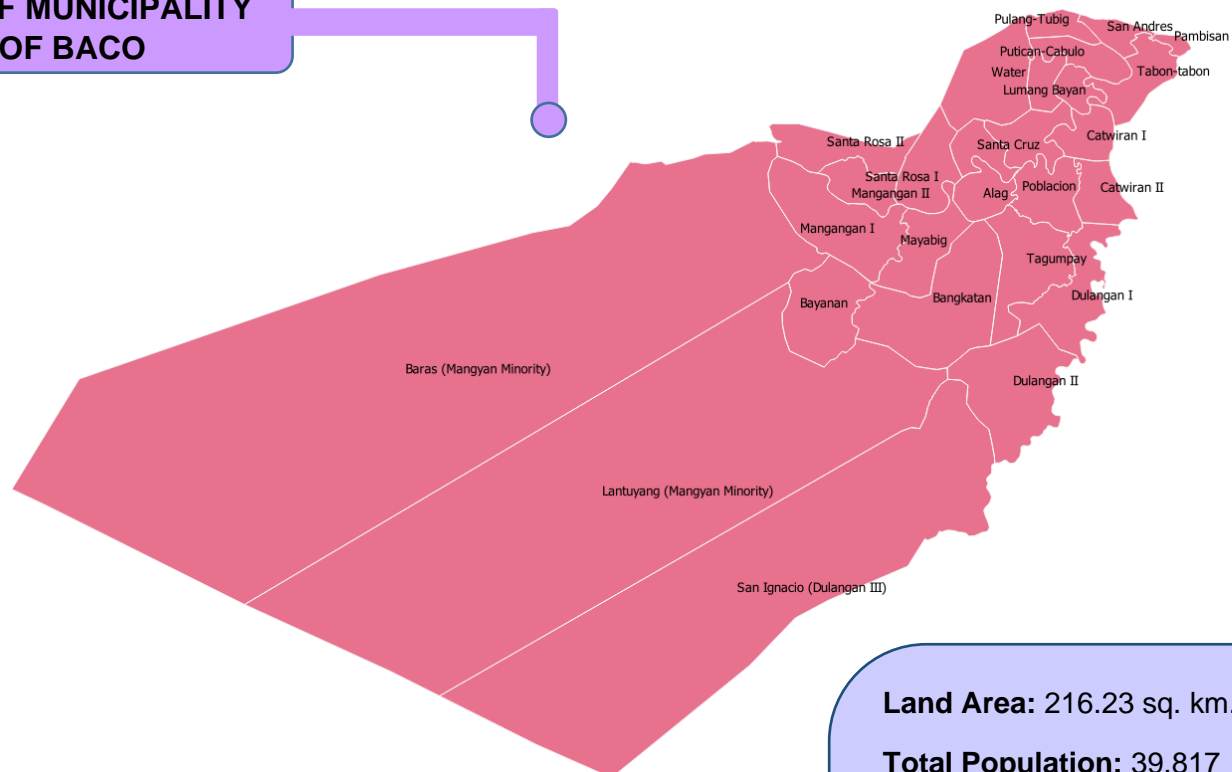 F MUNICIPALITY
OF BACO
Pulang-Tubig
San Andres
Pambisan
Putican-Cabulo
Water
Tabon-tabon
Lumang Bayan
Catwiran I
Santa Rosa II
Santa Cruz
Santa Rosa I
Mangangan II
Alag
Poblacion
Catwiran II
Mangangan I
Mayabig
Tagumpay
Bayanan
Bangkatan
Dulangan I
Baras (Mangyan Minority)
Dulangan II
Lantuyang (Mangyan Minority)
San Ignacio (Dulangan III)
Land Area: 216.23 sq. km.
Total Population: 39,817